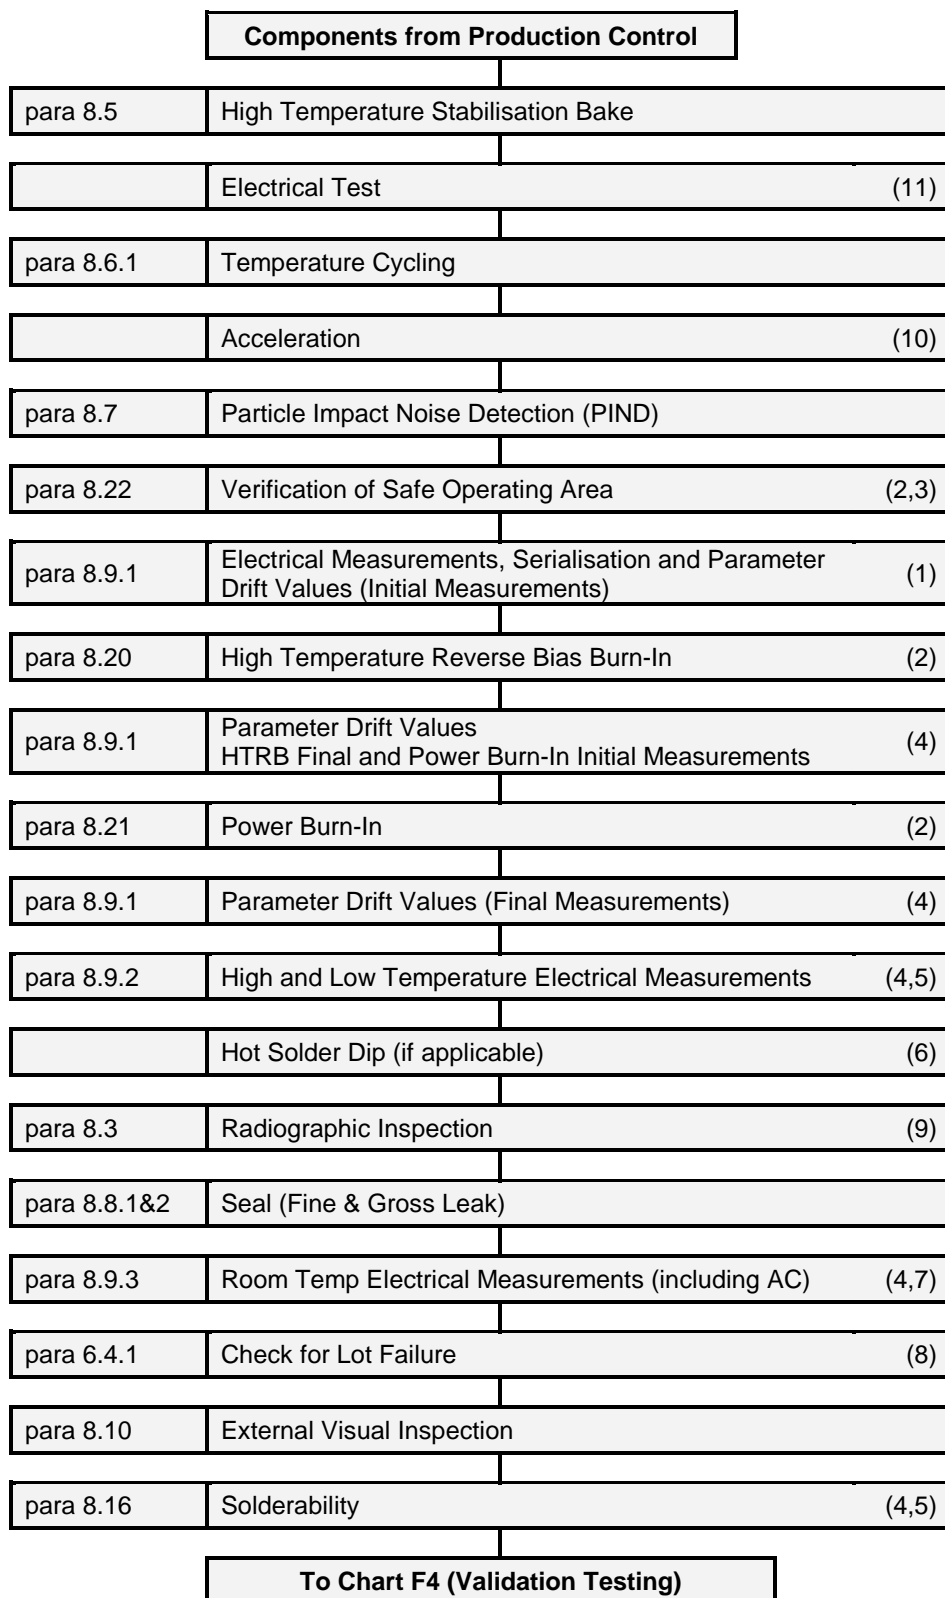 Components from Production Control
para 8.5 High Temperature Stabilisation Bake
Electrical Test (11)
para 8.6.1 Temperature Cycling
Acceleration (10)
para 8.7 Particle Impact Noise Detection (PIND)
para 8.22 Verification of Safe Operating Area (2,3)
para 8.9.1 Electrical Measurements, Serialisation and Parameter
Drift Values (Initial Measurements) (1)
para 8.20 High Temperature Reverse Bias Burn-In (2)
para 8.9.1 Parameter Drift Values
HTRB Final and Power Burn-In Initial Measurements (4)
para 8.21 Power Burn-In (2)
para 8.9.1 Parameter Drift Values (Final Measurements) (4)
para 8.9.2 High and Low Temperature Electrical Measurements (4,5)
Hot Solder Dip (if applicable) (6)
para 8.3 Radiographic Inspection (9)
para 8.8.1&2 Seal (Fine & Gross Leak)
para 8.9.3 Room Temp Electrical Measurements (including AC) (4,7)
para 6.4.1 Check for Lot Failure (8)
para 8.10 External Visual Inspection
para 8.16 Solderability (4,5)
To Chart F4 (Validation Testing)